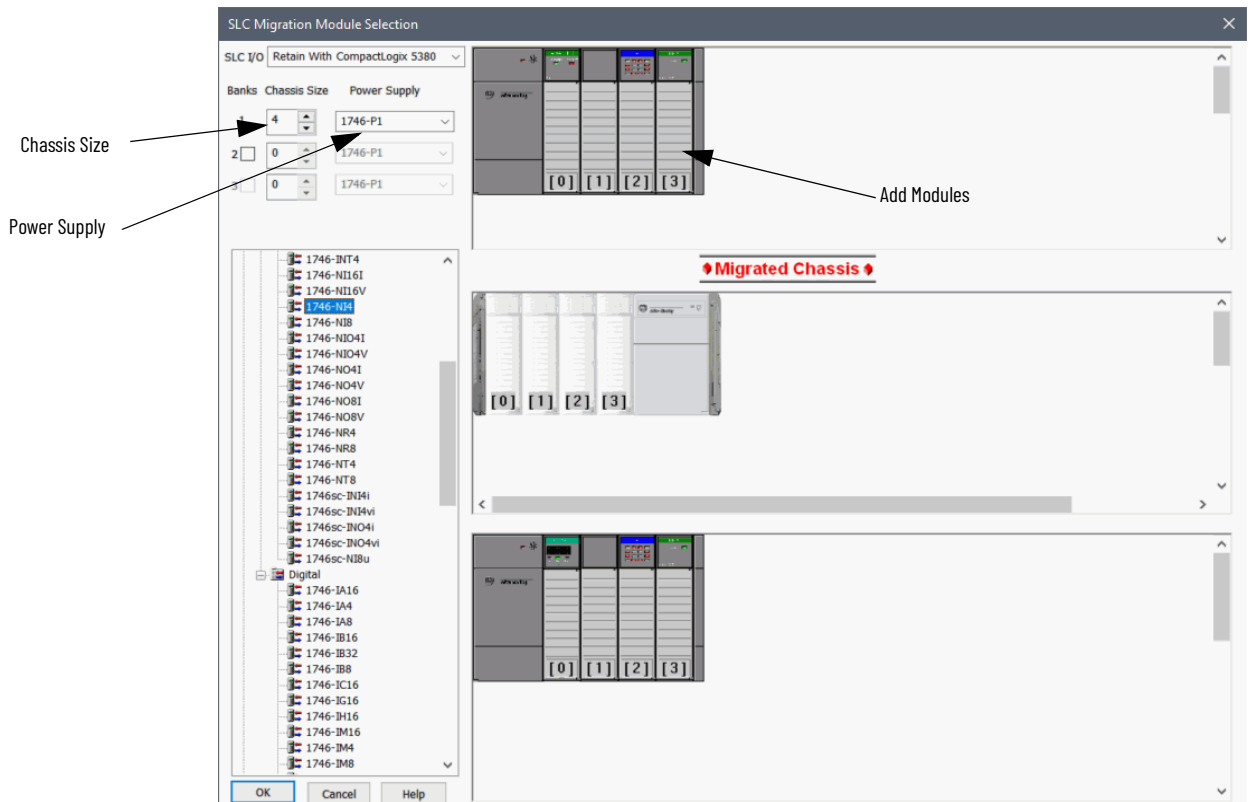 SLC Migration Module Selection
SLC I/O Retain With CompactLogix 5380
Banks Chassis Size Power Supply
1 4 1746-P1
2 0 1746-P1
3 0 1746-P1
Chassis Size
Power Supply
[0] [1] [2] [3]
Add Modules
1746-INT4
1746-NI16I
1746-NI16V
1746-NI4
1746-NI8
1746-NIO4I
1746-NIO4V
1746-NO4I
1746-NO4V
1746-NO8I
1746-NO8V
1746-NR4
1746-NR8
1746-NT4
1746-NT8
1746sc-INI4i
1746sc-INI4vi
1746sc-INO4i
1746sc-INO4vi
1746sc-NI8u
Digital
1746-IA16
1746-IA4
1746-IA8
1746-IB16
1746-IB32
1746-IB8
1746-IC16
1746-IG16
1746-IH16
1746-IM16
1746-IM4
1746-IM8
OK Cancel Help
Migrated Chassis
[0] [1] [2] [3]
[0] [1] [2] [3]